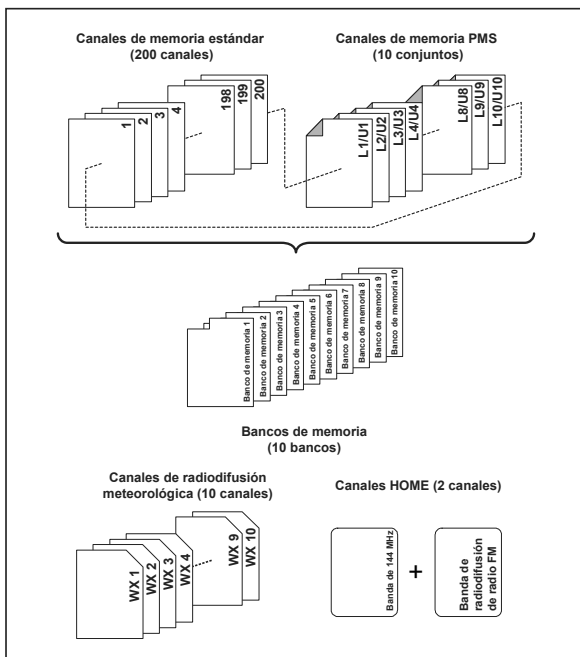 Canales de memoria estándar
(200 canales)
Canales de memoria PMS
(10 conjuntos)
1
2
3
4
198
199
200
L1/U1
L2/U2
L3/U3
L4/U4
L8/U8
L9/U9
L10/U10
Banco de memoria 1
Banco de memoria 2
Banco de memoria 3
Banco de memoria 4
Banco de memoria 5
Banco de memoria 6
Banco de memoria 7
Banco de memoria 8
Banco de memoria 9
Banco de memoria 10
Bancos de memoria
(10 bancos)
Canales de radiodifusión
meteorológica (10 canales)
WX 1
WX 2
WX 3
WX 4
WX 9
WX 10
Canales HOME (2 canales)
Banda de 144 MHz
+
Banda de
radiodifusión
de radio FM